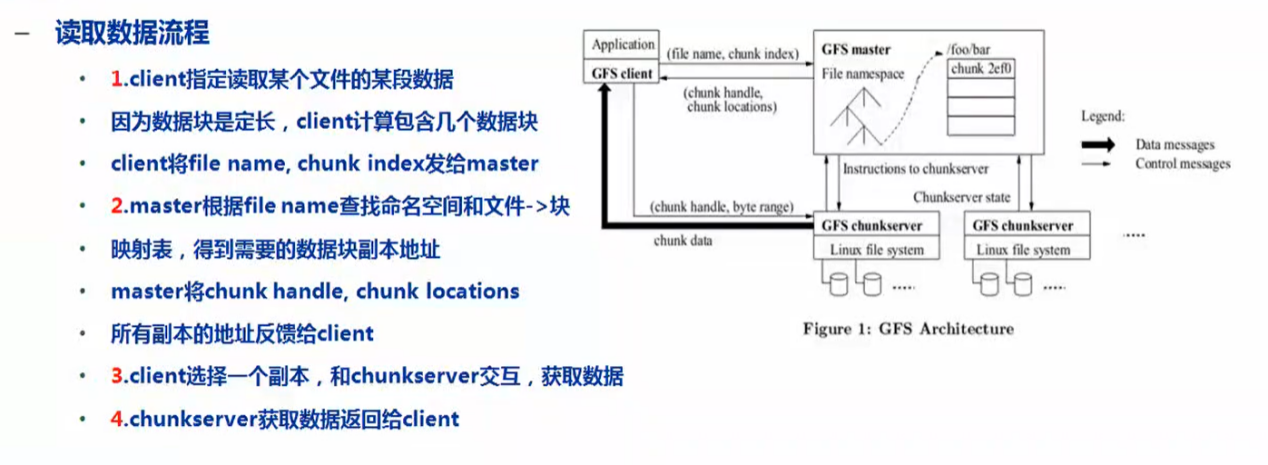 – 读取数据流程
• 1.client指定读取某个文件的某段数据
• 因为数据块是定长，client计算包含几个数据块
• client将file name, chunk index发给master
• 2.master根据file name查找命名空间和文件->块
• 映射表，得到需要的数据块副本地址
• master将chunk handle, chunk locations
• 所有副本的地址反馈给client
• 3.client选择一个副本，和chunkserver交互，获取数据
• 4.chunkserver获取数据返回给client
Application
GFS client
(file name, chunk index)
(chunk handle,
chunk locations)
GFS master
File namespace
/foo/bar
chunk 2ef0
Legend:
Data messages
Control messages
Instructions to chunkserver
Chunkserver state
(chunk handle, byte range)
chunk data
GFS chunkserver
Linux file system
GFS chunkserver
Linux file system
.....
.....
.....
Figure 1: GFS Architecture